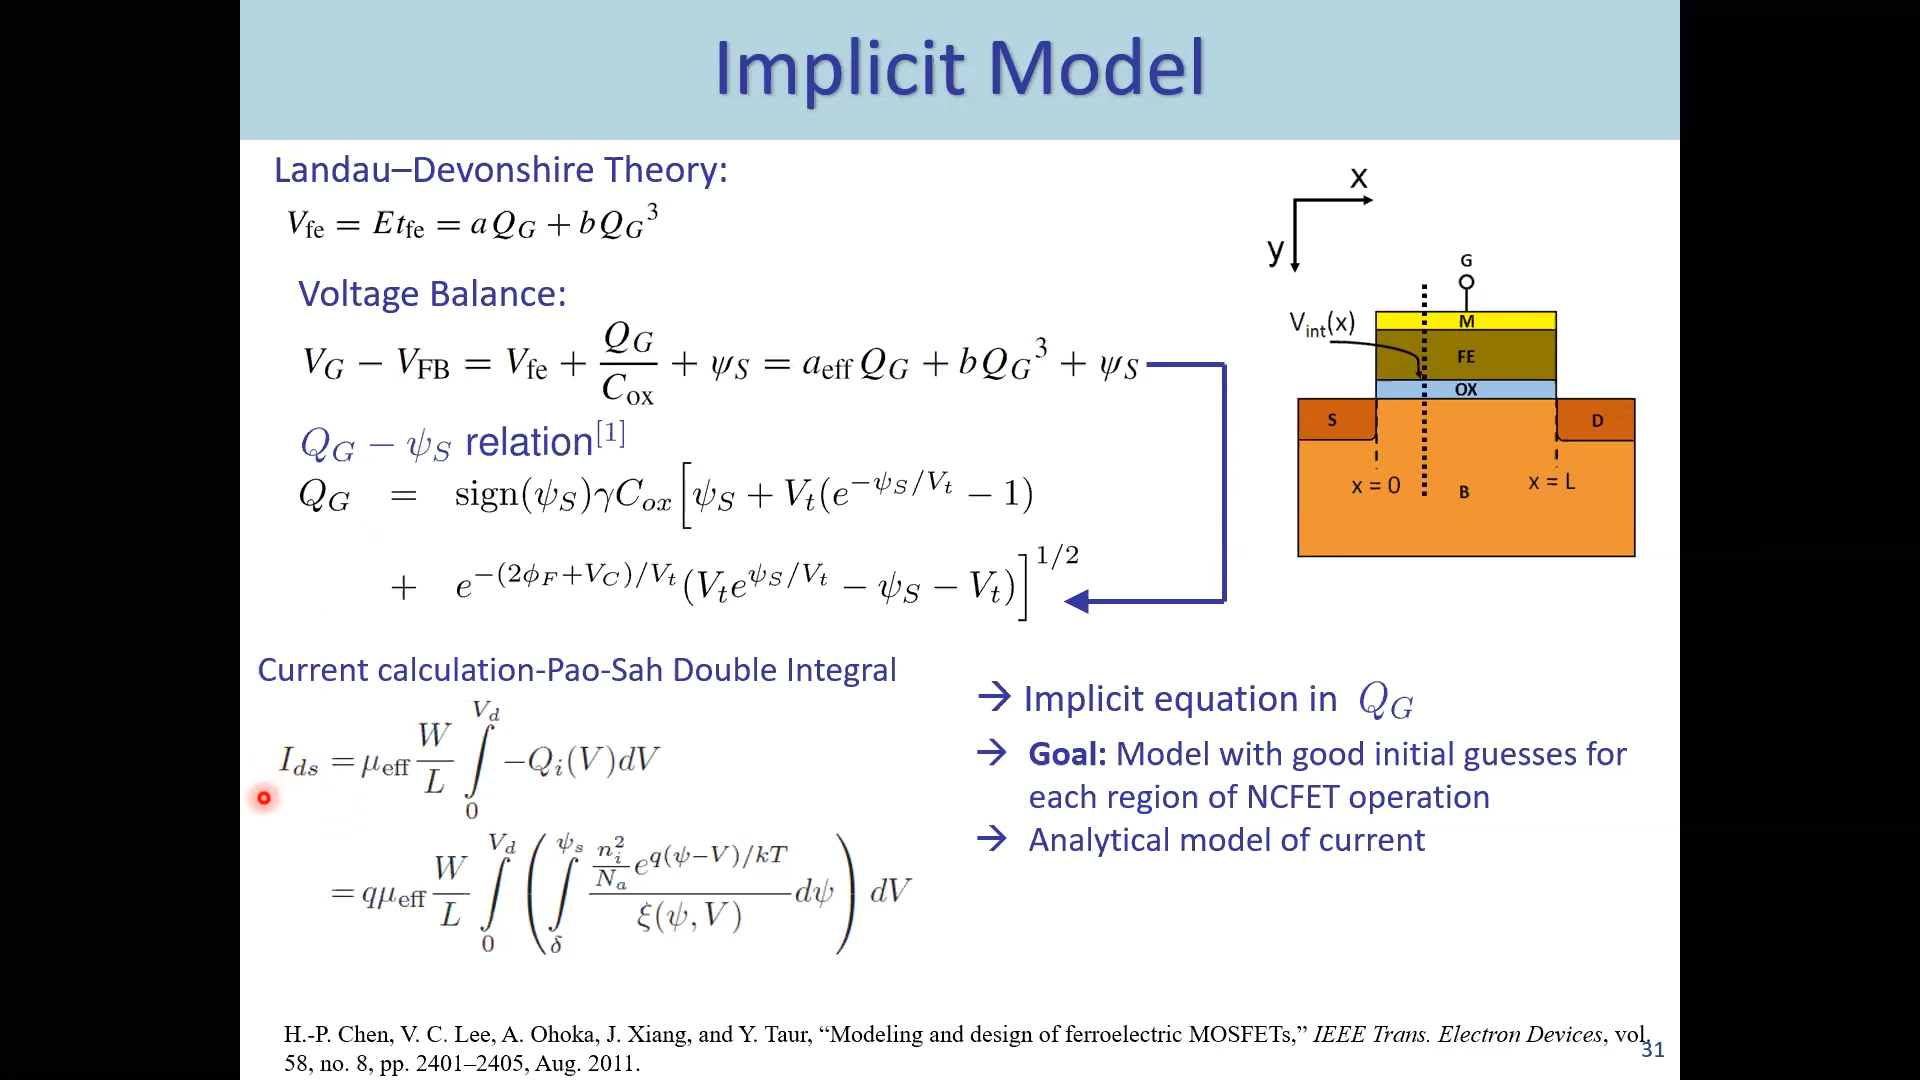 Implicit Model
Landau–Devonshire Theory:
V_fe = Et_fe = aQ_G + bQ_G^3
Voltage Balance:
V_G − V_FB = V_fe + Q_G/C_ox + ψ_S = a_eff Q_G + bQ_G^3 + ψ_S
Q_G − ψ_S relation[1]
Q_G = sign(ψ_S)γC_ox[ψ_S + V_t(e^{−ψ_S/V_t} − 1)
+ e^{−(2ϕ_F+V_C)/V_t}(V_t e^{ψ_S/V_t} − ψ_S − V_t)]^{1/2}
Current calculation-Pao-Sah Double Integral
I_ds = μ_eff W/L ∫_0^{V_d} −Q_i(V)dV
= qμ_eff W/L ∫_0^{V_d} ( ∫_δ^{ψ_s} (n_i^2/N_a e^{q(ψ−V)/kT})/ξ(ψ, V) dψ ) dV
x
y
G
V_int(x)
M
FE
OX
S
D
x = 0
B
x = L
→ Implicit equation in Q_G
→ Goal: Model with good initial guesses for
each region of NCFET operation
→ Analytical model of current
H.-P. Chen, V. C. Lee, A. Ohoka, J. Xiang, and Y. Taur, “Modeling and design of ferroelectric MOSFETs,” IEEE Trans. Electron Devices, vol.
58, no. 8, pp. 2401–2405, Aug. 2011.
31